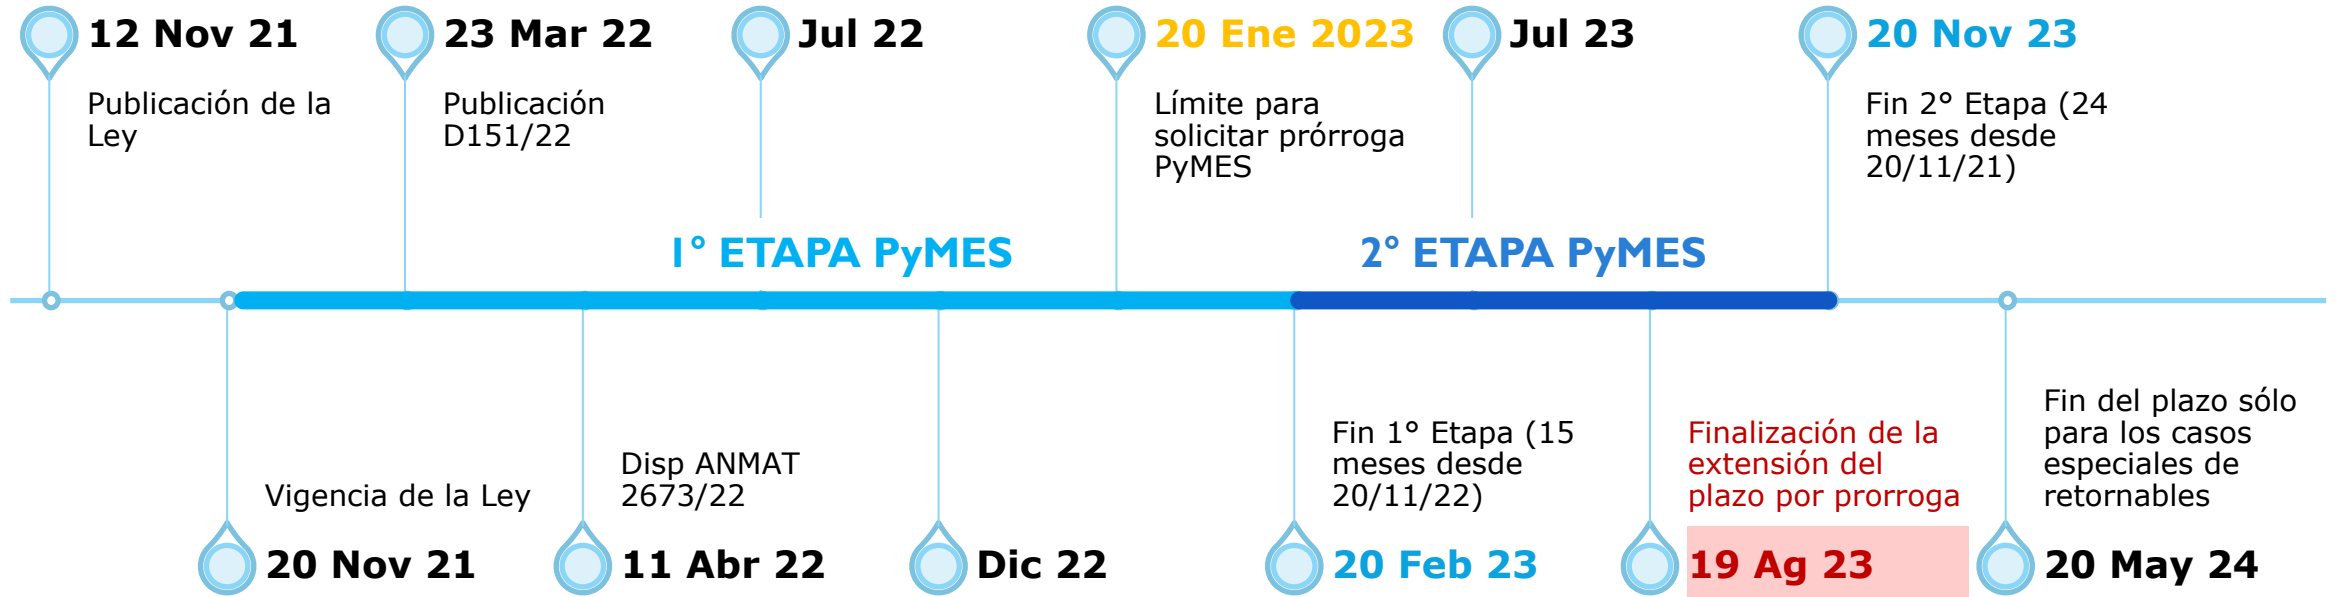 12 Nov 21
Publicación de la
Ley
23 Mar 22
Publicación
D151/22
Jul 22
20 Ene 2023
Límite para
solicitar prórroga
PyMES
Jul 23
20 Nov 23
Fin 2° Etapa (24
meses desde
20/11/21)
1° ETAPA PyMES
2° ETAPA PyMES
Vigencia de la Ley
20 Nov 21
Disp ANMAT
2673/22
11 Abr 22
Dic 22
Fin 1° Etapa (15
meses desde
20/11/22)
20 Feb 23
Finalización de la
extensión del
plazo por prorroga
19 Ag 23
Fin del plazo sólo
para los casos
especiales de
retornables
20 May 24